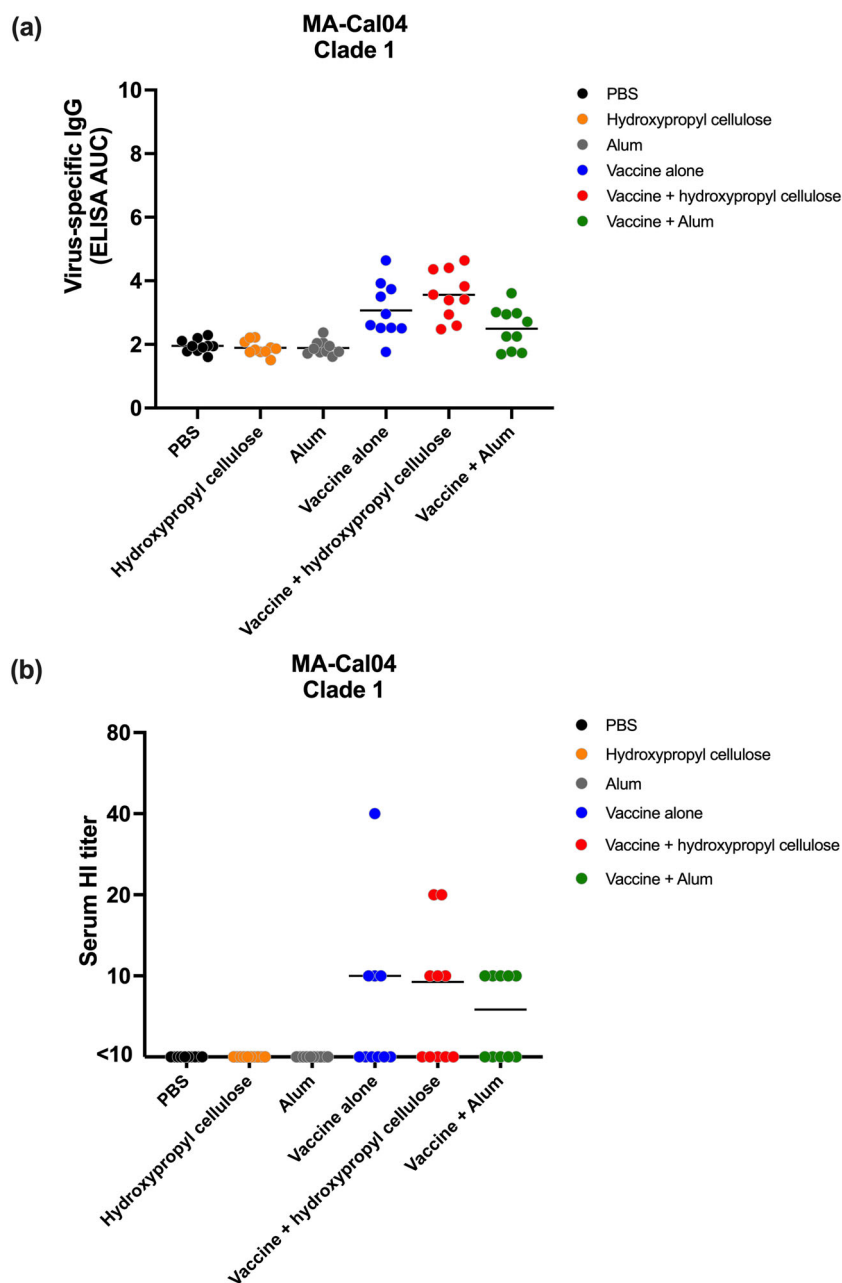 (a)
MA-Cal04
Clade 1
Virus-specific IgG
(ELISA AUC)
10
8
6
4
2
0
PBS
Hydroxypropyl cellulose
Alum
Vaccine alone
Vaccine + hydroxypropyl cellulose
Vaccine + Alum
PBS
Hydroxypropyl cellulose
Alum
Vaccine alone
Vaccine + hydroxypropyl cellulose
Vaccine + Alum
(b)
MA-Cal04
Clade 1
Serum HI titer
80
40
20
10
<10
PBS
Hydroxypropyl cellulose
Alum
Vaccine alone
Vaccine + hydroxypropyl cellulose
Vaccine + Alum
PBS
Hydroxypropyl cellulose
Alum
Vaccine alone
Vaccine + hydroxypropyl cellulose
Vaccine + Alum